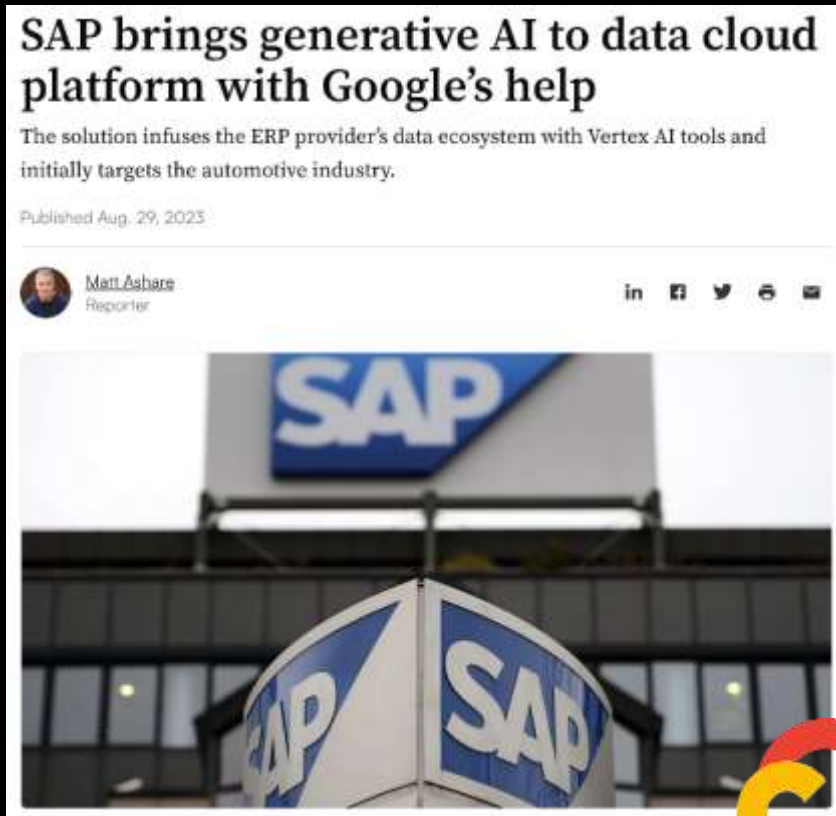 SAP brings generative AI to data cloud
platform with Google’s help
The solution infuses the ERP provider’s data ecosystem with Vertex AI tools and
initially targets the automotive industry.
Published Aug. 29, 2023
Matt Ashare
Reporter
in
SAP
SAP
SAP